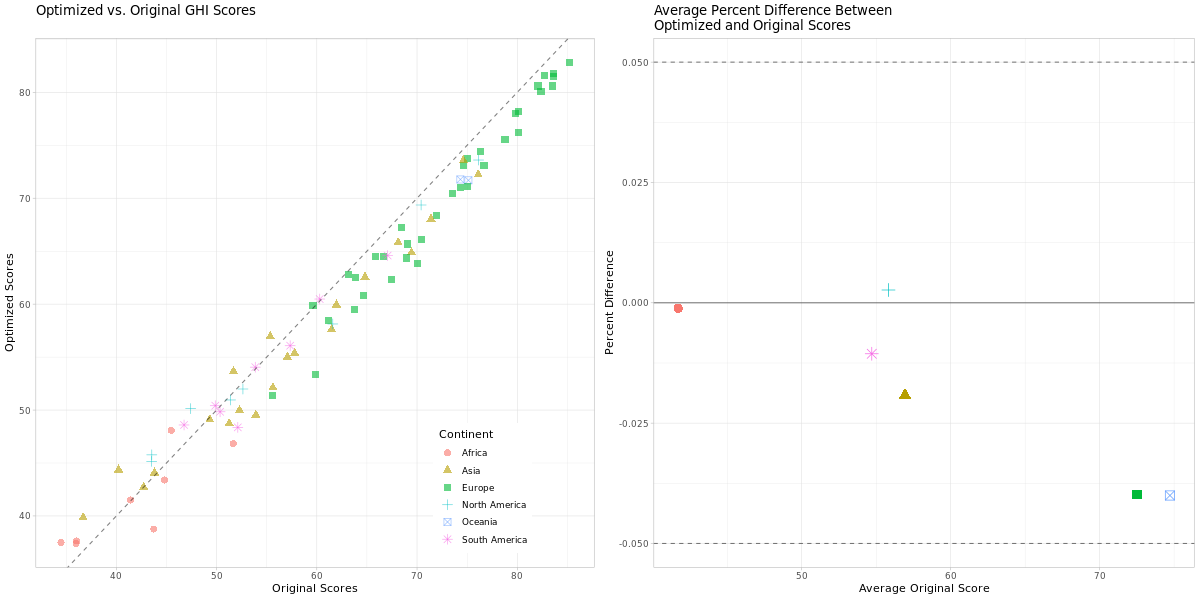 Optimized vs. Original GHI Scores
Optimized Scores
80
70
60
50
40
40
50
60
70
80
Original Scores
Continent
Africa
Asia
Europe
North America
Oceania
South America
Average Percent Difference Between
Optimized and Original Scores
Percent Difference
0.050
0.025
0.000
-0.025
-0.050
50
60
70
Average Original Score